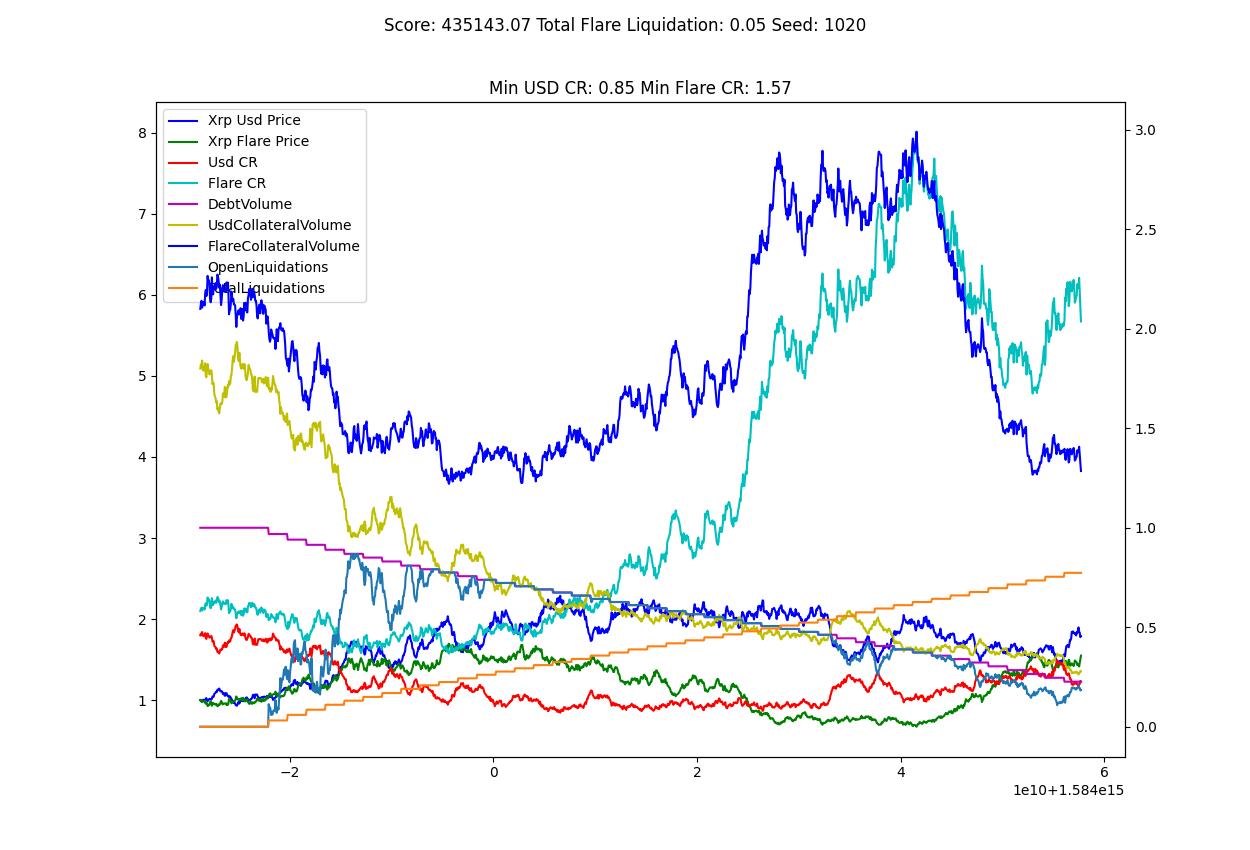 Score: 435143.07 Total Flare Liquidation: 0.05 Seed: 1020
Min USD CR: 0.85 Min Flare CR: 1.57
Xrp Usd Price
Xrp Flare Price
Usd CR
Flare CR
DebtVolume
UsdCollateralVolume
FlareCollateralVolume
OpenLiquidations
TotalLiquidations
8
7
6
5
4
3
2
1
3.0
2.5
2.0
1.5
1.0
0.5
0.0
−2
0
2
4
6
1e10+1.584e15